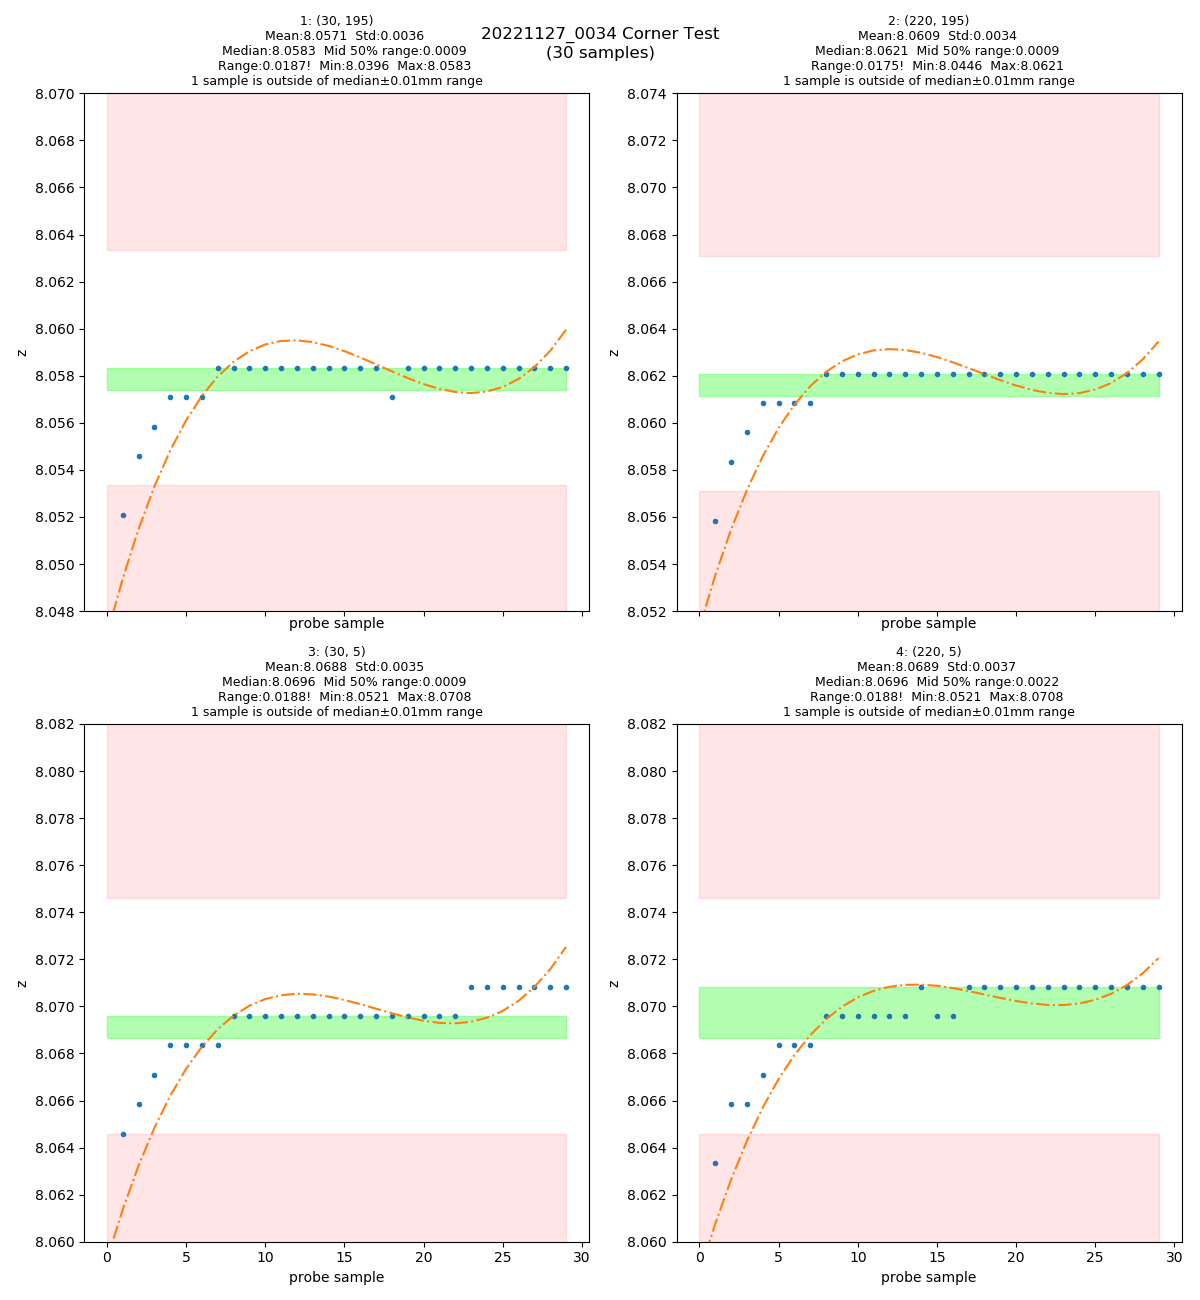 20221127_0034 Corner Test
(30 samples)
1: (30, 195)
Mean:8.0571  Std:0.0036
Median:8.0583  Mid 50% range:0.0009
Range:0.0187!  Min:8.0396  Max:8.0583
1 sample is outside of median±0.01mm range
8.070
8.068
8.066
8.064
8.062
8.060
8.058
8.056
8.054
8.052
8.050
8.048
z
probe sample
2: (220, 195)
Mean:8.0609  Std:0.0034
Median:8.0621  Mid 50% range:0.0009
Range:0.0175!  Min:8.0446  Max:8.0621
1 sample is outside of median±0.01mm range
8.074
8.072
8.070
8.068
8.066
8.064
8.062
8.060
8.058
8.056
8.054
8.052
z
probe sample
3: (30, 5)
Mean:8.0688  Std:0.0035
Median:8.0696  Mid 50% range:0.0009
Range:0.0188!  Min:8.0521  Max:8.0708
1 sample is outside of median±0.01mm range
8.082
8.080
8.078
8.076
8.074
8.072
8.070
8.068
8.066
8.064
8.062
8.060
z
0 5 10 15 20 25 30
probe sample
4: (220, 5)
Mean:8.0689  Std:0.0037
Median:8.0696  Mid 50% range:0.0022
Range:0.0188!  Min:8.0521  Max:8.0708
1 sample is outside of median±0.01mm range
8.082
8.080
8.078
8.076
8.074
8.072
8.070
8.068
8.066
8.064
8.062
8.060
z
0 5 10 15 20 25 30
probe sample